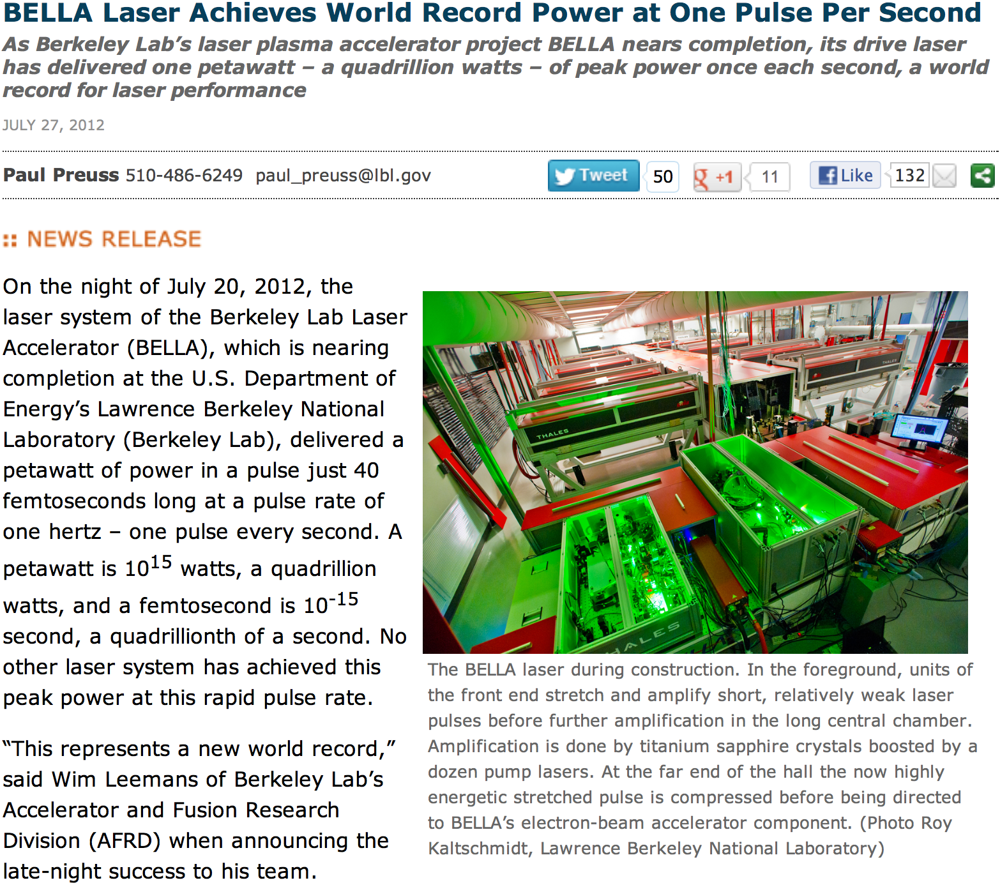 BELLA Laser Achieves World Record Power at One Pulse Per Second
As Berkeley Lab’s laser plasma accelerator project BELLA nears completion, its drive laser
has delivered one petawatt – a quadrillion watts – of peak power once each second, a world
record for laser performance
JULY 27, 2012
Paul Preuss 510-486-6249 paul_preuss@lbl.gov
Tweet 50 g +1 11 f Like 132
:: NEWS RELEASE
On the night of July 20, 2012, the
laser system of the Berkeley Lab Laser
Accelerator (BELLA), which is nearing
completion at the U.S. Department of
Energy’s Lawrence Berkeley National
Laboratory (Berkeley Lab), delivered a
petawatt of power in a pulse just 40
femtoseconds long at a pulse rate of
one hertz – one pulse every second. A
petawatt is 10¹⁵ watts, a quadrillion
watts, and a femtosecond is 10⁻¹⁵
second, a quadrillionth of a second. No
other laser system has achieved this
peak power at this rapid pulse rate.
“This represents a new world record,”
said Wim Leemans of Berkeley Lab’s
Accelerator and Fusion Research
Division (AFRD) when announcing the
late-night success to his team.
THALES
THALES
HALES
The BELLA laser during construction. In the foreground, units of
the front end stretch and amplify short, relatively weak laser
pulses before further amplification in the long central chamber.
Amplification is done by titanium sapphire crystals boosted by a
dozen pump lasers. At the far end of the hall the now highly
energetic stretched pulse is compressed before being directed
to BELLA’s electron-beam accelerator component. (Photo Roy
Kaltschmidt, Lawrence Berkeley National Laboratory)